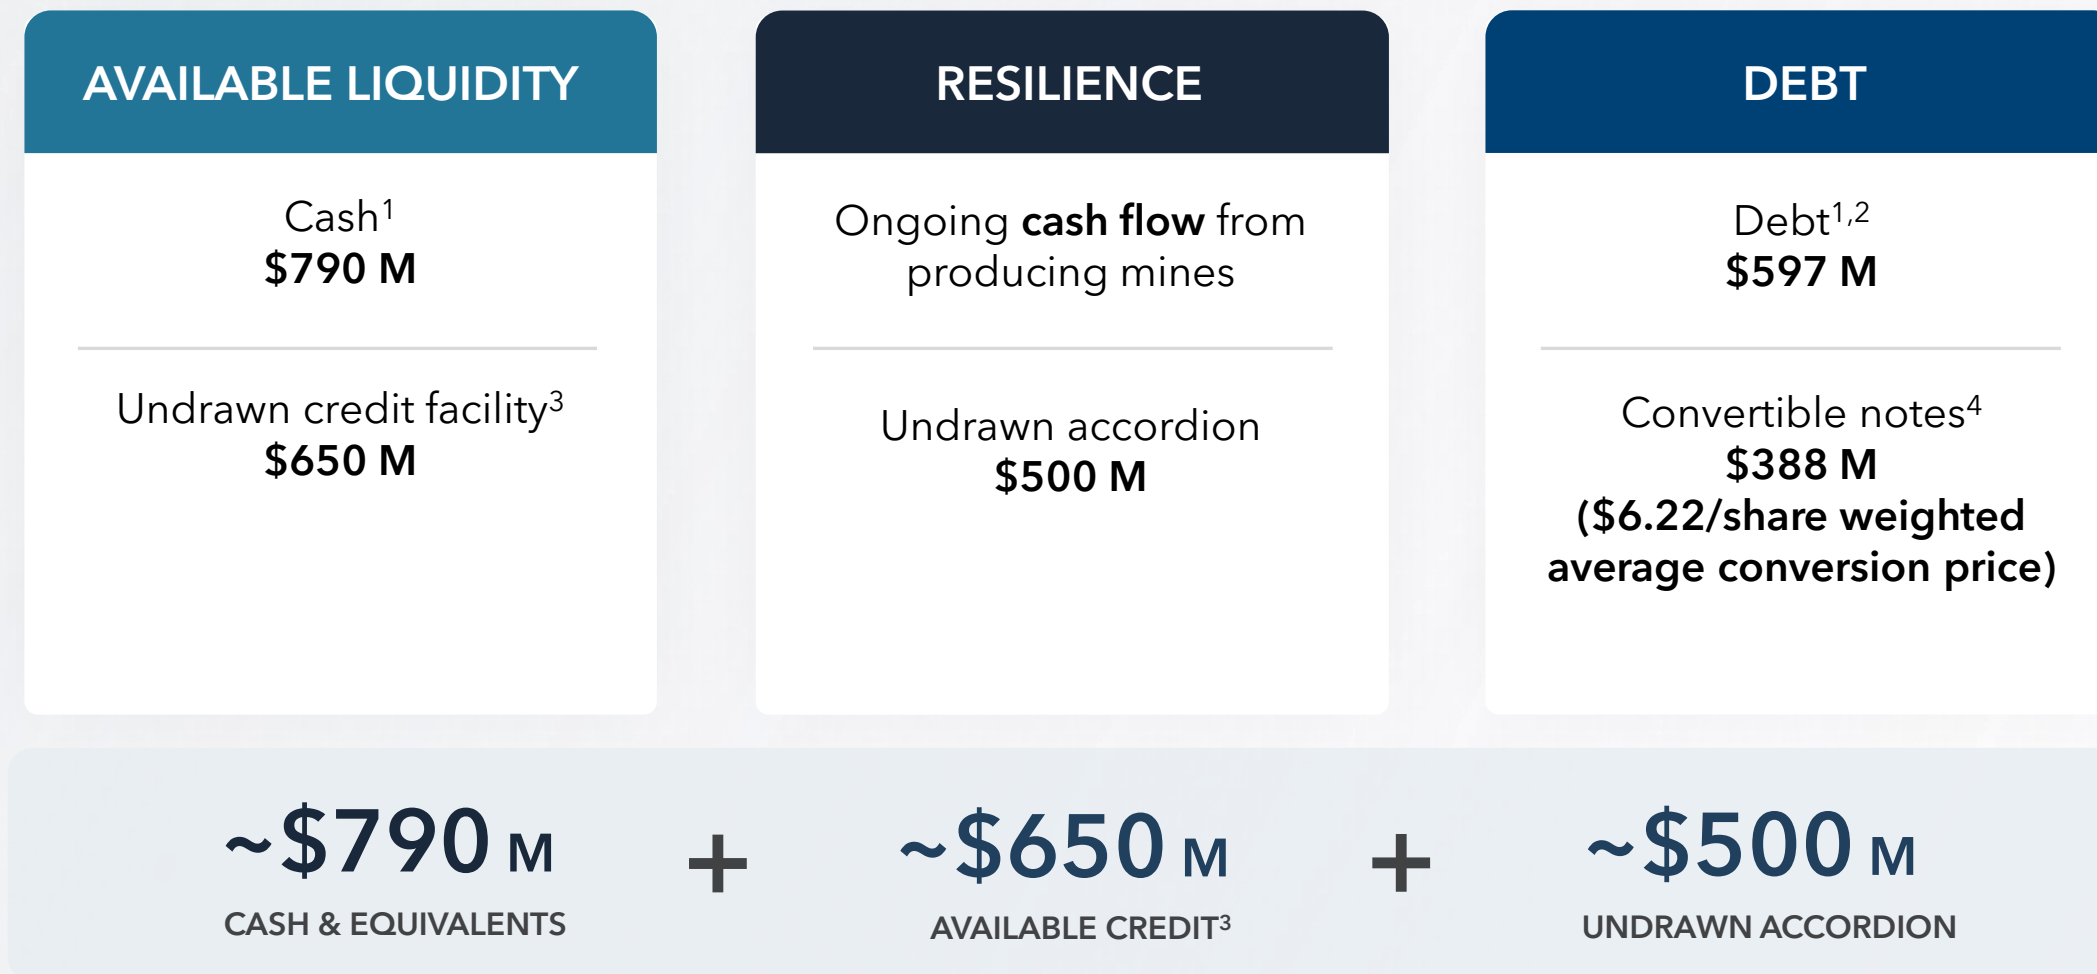 AVAILABLE LIQUIDITY
Cash¹
$790 M
Undrawn credit facility³
$650 M
RESILIENCE
Ongoing cash flow from
producing mines
Undrawn accordion
$500 M
DEBT
Debt¹,²
$597 M
Convertible notes⁴
$388 M
($6.22/share weighted
average conversion price)
~$790 M
CASH & EQUIVALENTS
+
~$650 M
AVAILABLE CREDIT³
+
~$500 M
UNDRAWN ACCORDION